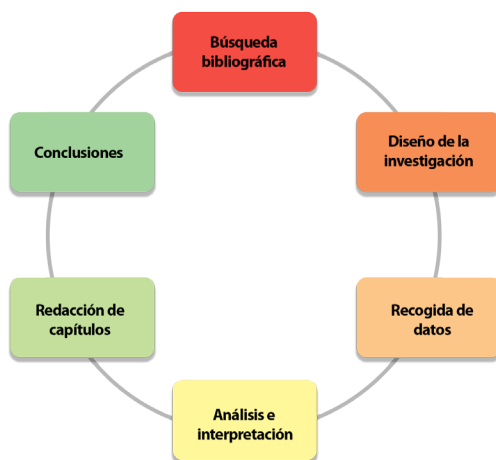 Búsqueda
bibliográfica
Diseño de la
investigación
Recogida de
datos
Análisis e
interpretación
Redacción de
capítulos
Conclusiones